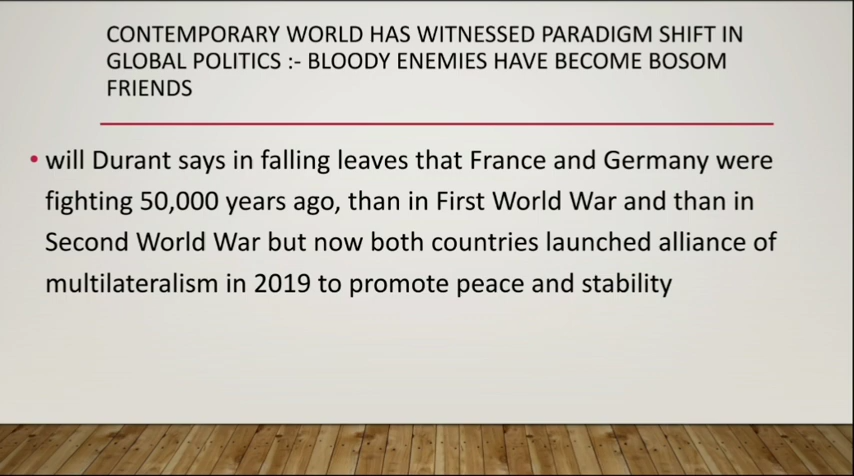 CONTEMPORARY WORLD HAS WITNESSED PARADIGM SHIFT IN
GLOBAL POLITICS :- BLOODY ENEMIES HAVE BECOME BOSOM
FRIENDS
• will Durant says in falling leaves that France and Germany were
fighting 50,000 years ago, than in First World War and than in
Second World War but now both countries launched alliance of
multilateralism in 2019 to promote peace and stability